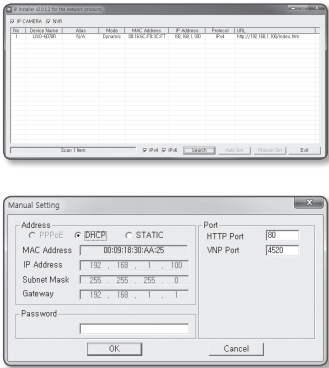 IP Installer v2.0.1.2 for the network products
IP CAMERA NVR
No Device Name Alias Mode MAC Address IP Address Protocol URL
1 N/A Dynamic 192.168.1.100 IPv4 http://192.168.1.100/index.htm
Scan 1 Item IPv4 IPv6 Search Auto Set Manual Set Exit
Manual Setting
Address
PPPoE DHCP STATIC
MAC Address 00:09:18:30:AA:25
IP Address 192 . 168 . 1 . 100
Subnet Mask 255 . 255 . 255 . 0
Gateway 192 . 168 . 1 . 1
Password
Port
HTTP Port 80
VNP Port 4520
OK Cancel